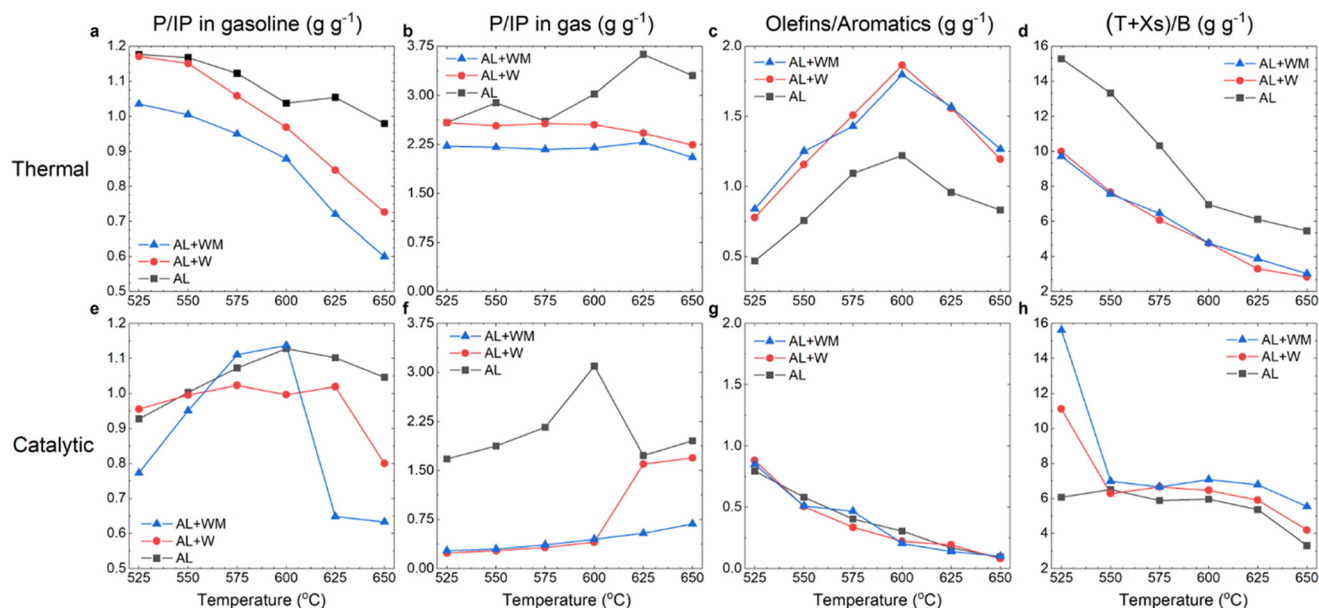 P/IP in gasoline (g g⁻¹)
P/IP in gas (g g⁻¹)
Olefins/Aromatics (g g⁻¹)
(T+Xs)/B (g g⁻¹)
Thermal
a
1.2
1.1
1.0
0.9
0.8
0.7
0.6
0.5
AL+WM
AL+W
AL
525 550 575 600 625 650
b
3.75
3.00
2.25
1.50
0.75
0.00
AL+WM
AL+W
AL
525 550 575 600 625 650
c
2.0
1.5
1.0
0.5
AL+WM
AL+W
AL
525 550 575 600 625 650
d
16
14
12
10
8
6
4
2
AL+WM
AL+W
AL
525 550 575 600 625 650
Catalytic
e
1.2
1.1
1.0
0.9
0.8
0.7
0.6
0.5
AL+WM
AL+W
AL
525 550 575 600 625 650
Temperature (°C)
f
3.75
2.25
1.50
0.75
0.00
AL+WM
AL+W
AL
525 550 575 600 625 650
Temperature (°C)
g
2.0
1.5
1.0
0.5
0.0
AL+WM
AL+W
AL
525 550 575 600 625 650
Temperature (°C)
h
16
14
12
10
8
6
4
2
AL+WM
AL+W
AL
525 550 575 600 625 650
Temperature (°C)